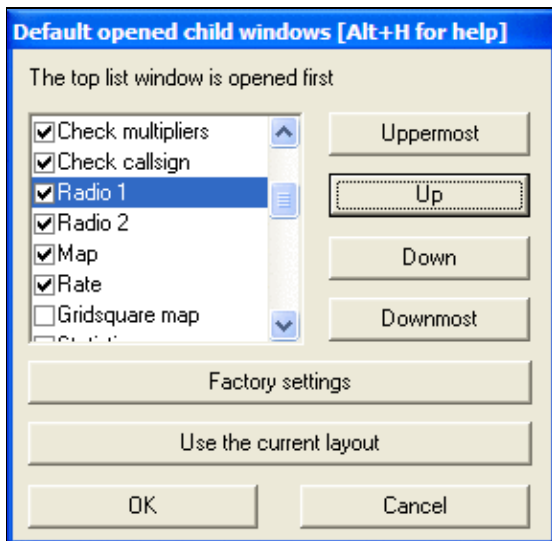 Default opened child windows [Alt+H for help]
The top list window is opened first
Check multipliers
Check callsign
Radio 1
Radio 2
Map
Rate
Gridsquare map
Uppermost
Up
Down
Downmost
Factory settings
Use the current layout
OK
Cancel